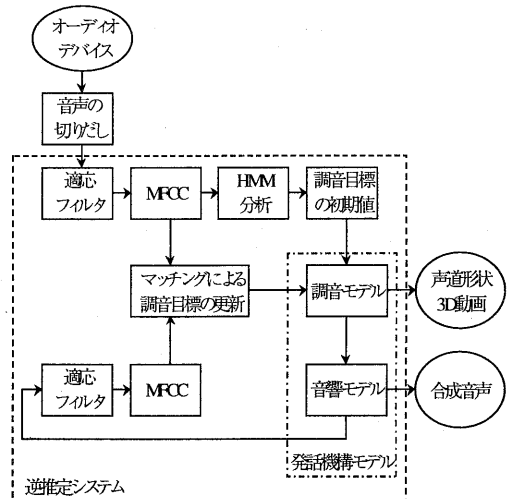 オーディオ
デバイス
音声の
切りだし
適応
フィルタ
MFCC
HMM
分析
調音目標
の初期値
マッチングによる
調音目標の更新
調音モデル
声道形状
3D動画
適応
フィルタ
MFCC
音響モデル
合成音声
発話機構モデル
逆推定システム